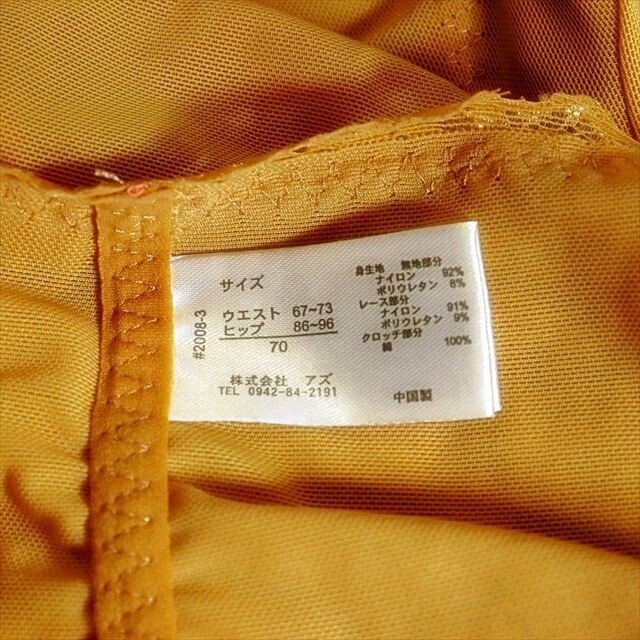 #2008-3
サイズ
ウエスト 67~73
ヒップ 86~96
70
株式会社 アズ
TEL 0942-84-2191
身生地 無地部分
ナイロン 92%
ポリウレタン 8%
レース部分
ナイロン 91%
ポリウレタン 9%
クロッチ部分
綿 100%
中国製